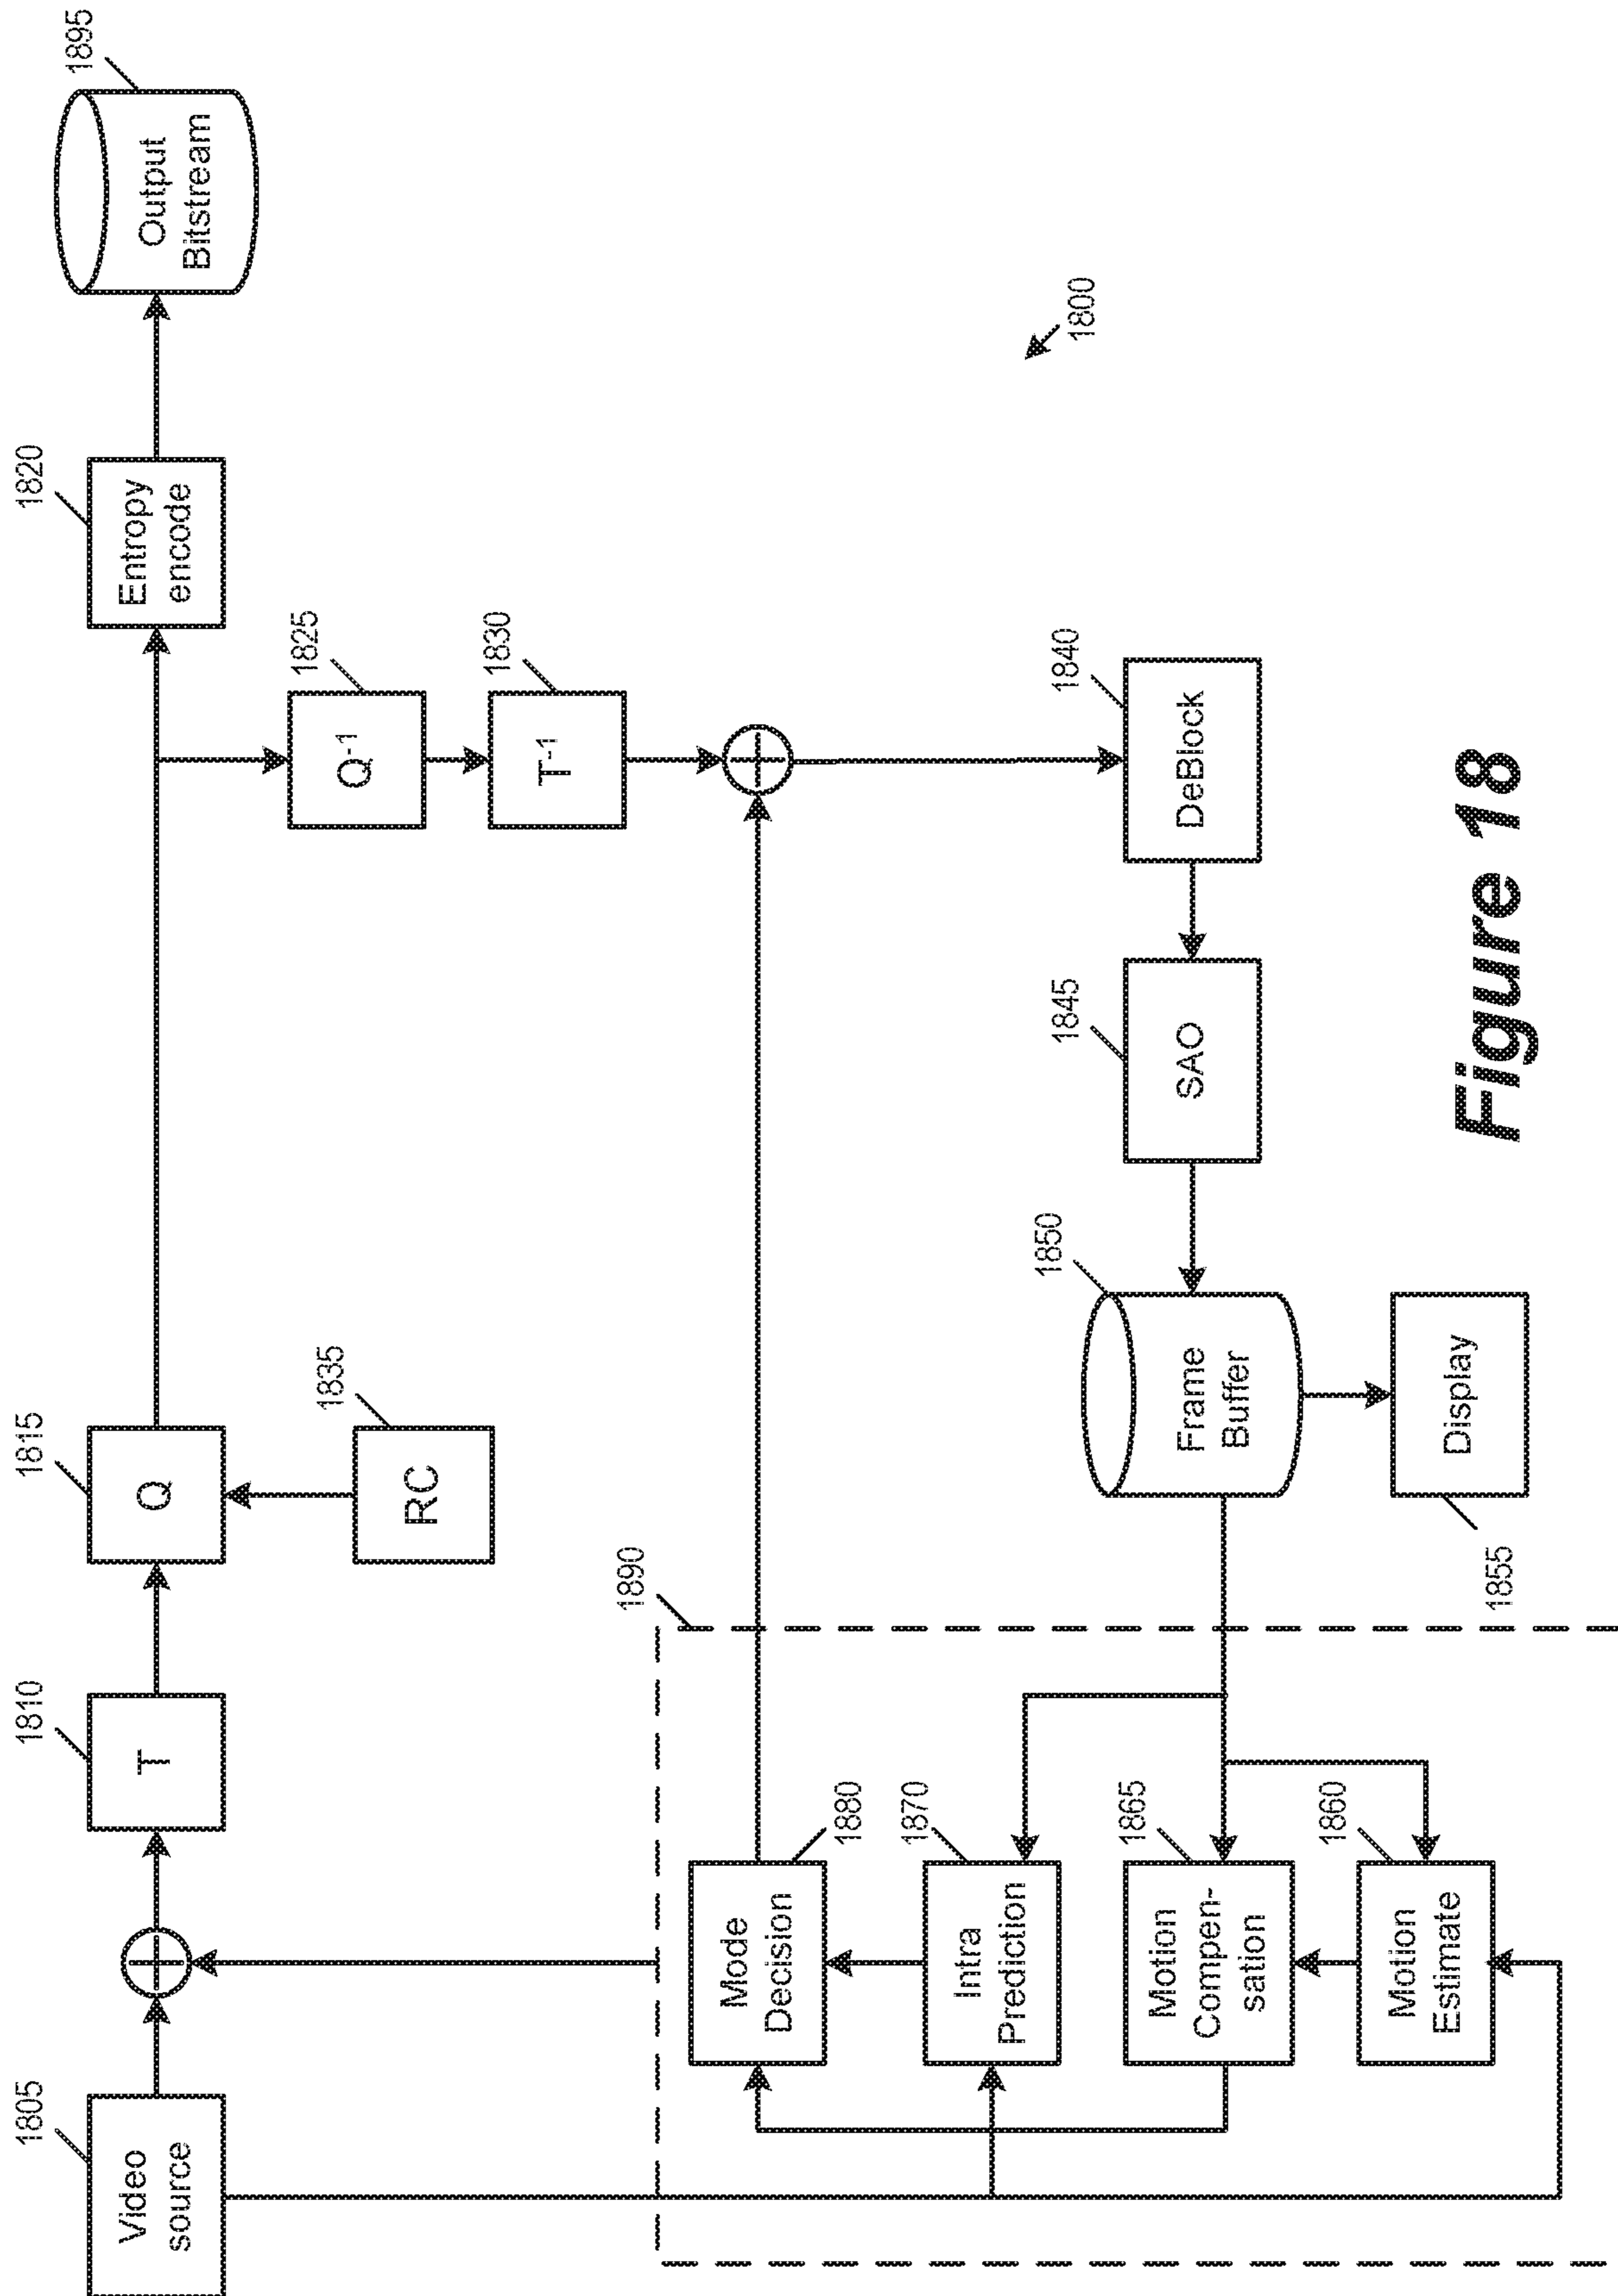 1805
Video
source
1810
T
1815
Q
1835
RC
1820
Entropy
encode
1895
Output
Bitstream
1825
Q-1
1830
T-1
1890
1880
Mode
Decision
1870
Intra
Prediction
1865
Motion
Compen-
sation
1860
Motion
Estimate
1850
Frame
Buffer
1855
Display
1845
SAO
1840
DeBlock
1800
Figure 18